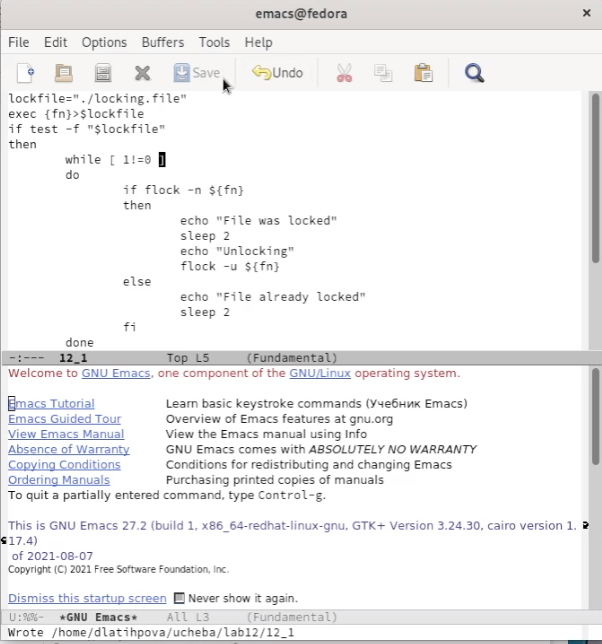 emacs@fedora
×
File Edit Options Buffers Tools Help
Save Undo
lockfile="./locking.file"
exec {fn}>$lockfile
if test -f "$lockfile"
then
while [ 1!=0 ]
do
if flock -n ${fn}
then
echo "File was locked"
sleep 2
echo "Unlocking"
flock -u ${fn}
else
echo "File already locked"
sleep 2
fi
done
-:--- 12_1 Top L5 (Fundamental)
Welcome to GNU Emacs, one component of the GNU/Linux operating system.
Emacs Tutorial Learn basic keystroke commands (Учебник Emacs)
Emacs Guided Tour Overview of Emacs features at gnu.org
View Emacs Manual View the Emacs manual using Info
Absence of Warranty GNU Emacs comes with ABSOLUTELY NO WARRANTY
Copying Conditions Conditions for redistributing and changing Emacs
Ordering Manuals Purchasing printed copies of manuals
To quit a partially entered command, type Control-g.
This is GNU Emacs 27.2 (build 1, x86_64-redhat-linux-gnu, GTK+ Version 3.24.30, cairo version 1.
17.4)
of 2021-08-07
Copyright (C) 2021 Free Software Foundation, Inc.
Dismiss this startup screen Never show it again.
U:%%- *GNU Emacs* All L3 (Fundamental)
Wrote /home/dlatihpova/ucheba/lab12/12_1